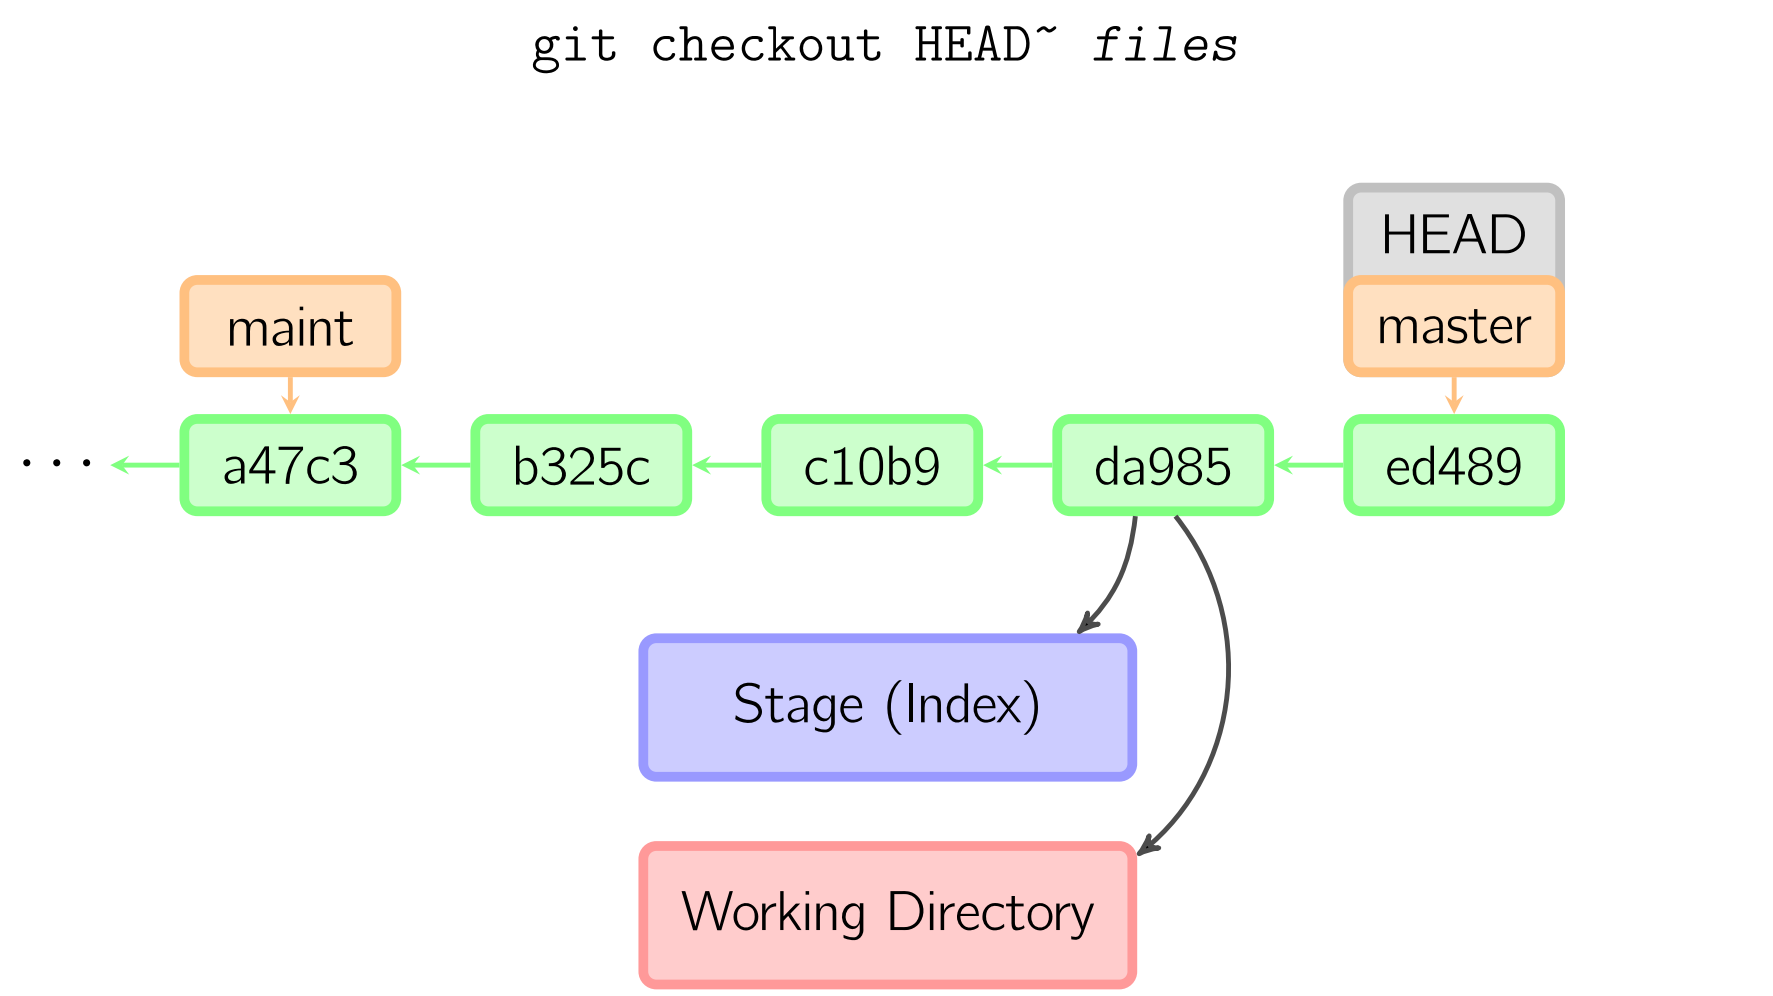 git checkout HEAD~ files
HEAD
maint
master
... a47c3 b325c c10b9 da985 ed489
Stage (Index)
Working Directory